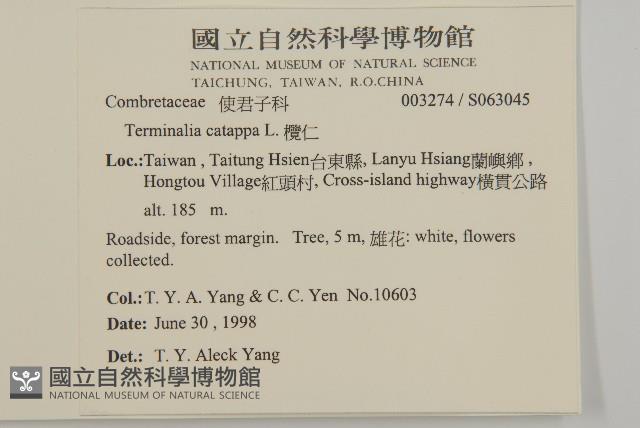 國立自然科學博物館
NATIONAL MUSEUM OF NATURAL SCIENCE
TAICHUNG, TAIWAN, R.O.CHINA
Combretaceae 使君子科 003274 / S063045
Terminalia catappa L. 欖仁
Loc.:Taiwan , Taitung Hsien台東縣, Lanyu Hsiang蘭嶼鄉 ,
Hongtou Village紅頭村, Cross-island highway橫貫公路
alt. 185 m.
Roadside, forest margin. Tree, 5 m, 雄花: white, flowers
collected.
Col.: T. Y. A. Yang & C. C. Yen No.10603
Date: June 30 , 1998
Det.: T. Y. Aleck Yang
國立自然科學博物館
NATIONAL MUSEUM OF NATURAL SCIENCE